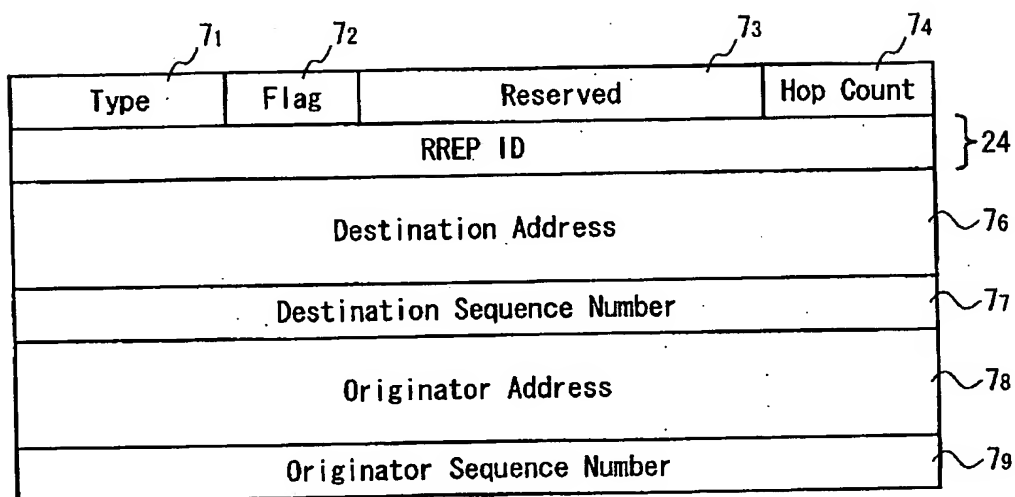 71 72 73 74
Type Flag Reserved Hop Count
RREP ID }24
Destination Address 76
Destination Sequence Number 77
Originator Address 78
Originator Sequence Number 79